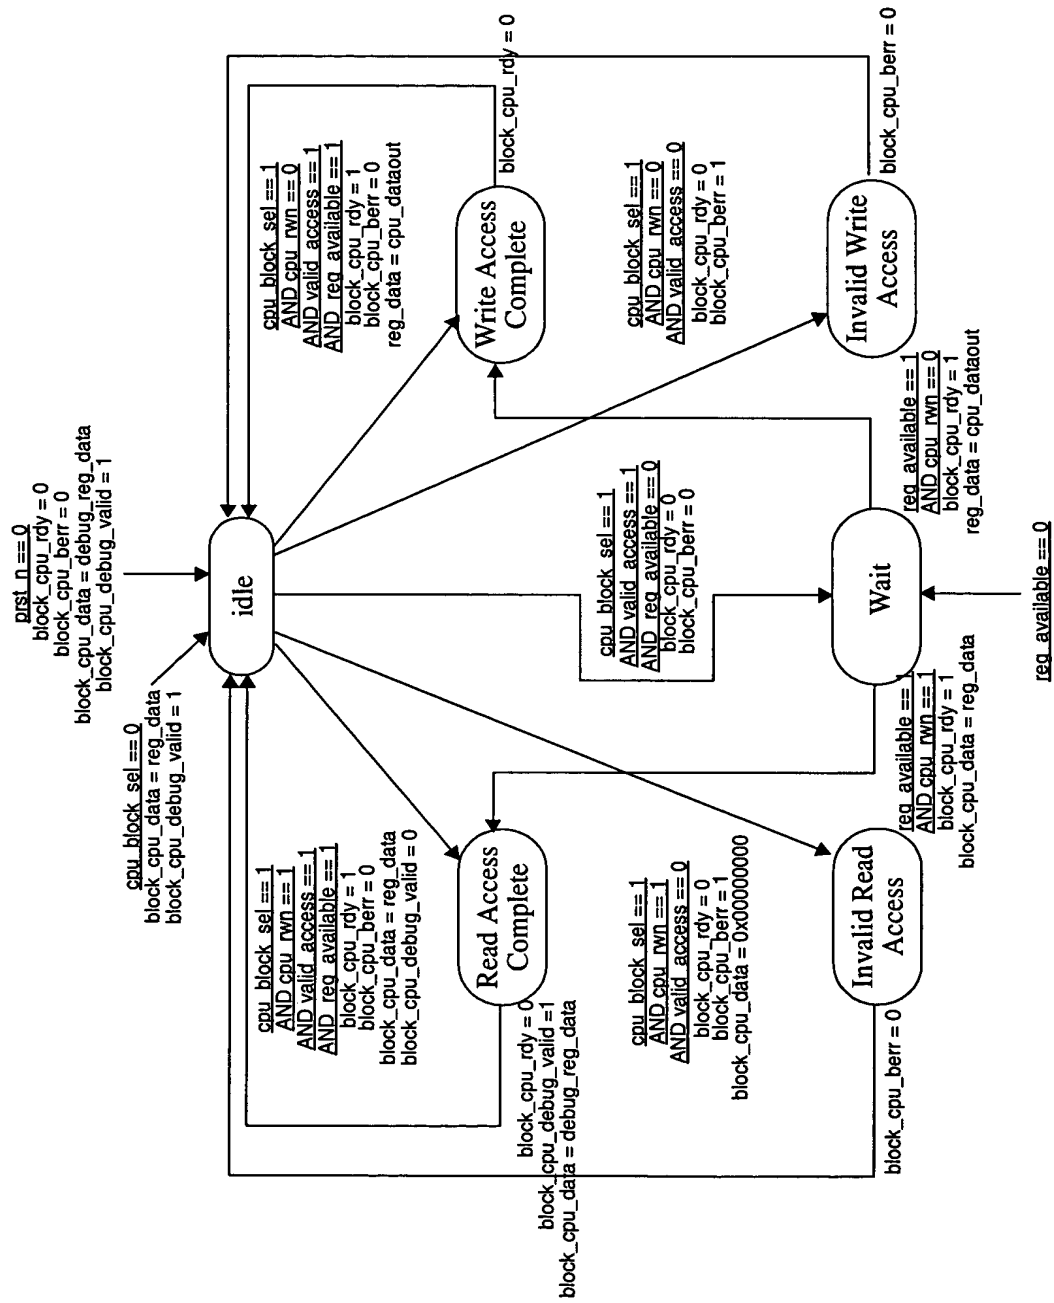 prst_n == 0
block_cpu_rdy = 0
block_cpu_berr = 0
block_cpu_data = debug_reg_data
block_cpu_debug_valid = 1
cpu_block_sel == 0
block_cpu_data = reg_data
block_cpu_debug_valid = 1
idle
cpu_block_sel == 1
AND cpu_rwn == 1
AND valid_access == 1
AND reg_available == 1
block_cpu_rdy = 1
block_cpu_berr = 0
block_cpu_data = reg_data
block_cpu_debug_valid = 0
cpu_block_sel == 1
AND cpu_rwn == 0
AND valid_access == 1
AND reg_available == 1
block_cpu_rdy = 1
block_cpu_berr = 0
reg_data = cpu_dataout
Read Access
Complete
Write Access
Complete
block_cpu_rdy = 0
block_cpu_rdy = 0
block_cpu_debug_valid =1
block_cpu_data = debug_reg_data
cpu_block_sel == 1
AND cpu_rwn == 1
AND valid_access == 0
block_cpu_rdy = 0
block_cpu_berr = 1
block_cpu_data = 0x00000000
cpu_block_sel == 1
AND valid_access == 1
AND reg_available == 0
block_cpu_rdy = 0
block_cpu_berr = 0
cpu_block_sel == 1
AND cpu_rwn == 0
AND valid_access == 0
block_cpu_rdy = 0
block_cpu_berr = 1
Invalid Read
Access
Wait
Invalid Write
Access
block_cpu_berr = 0
reg_available == 1
AND cpu_rwn == 1
block_cpu_rdy = 1
block_cpu_data = reg_data
reg_available == 1
AND cpu_rwn == 0
block_cpu_rdy = 1
reg_data = cpu_dataout
block_cpu_berr = 0
reg_available == 0